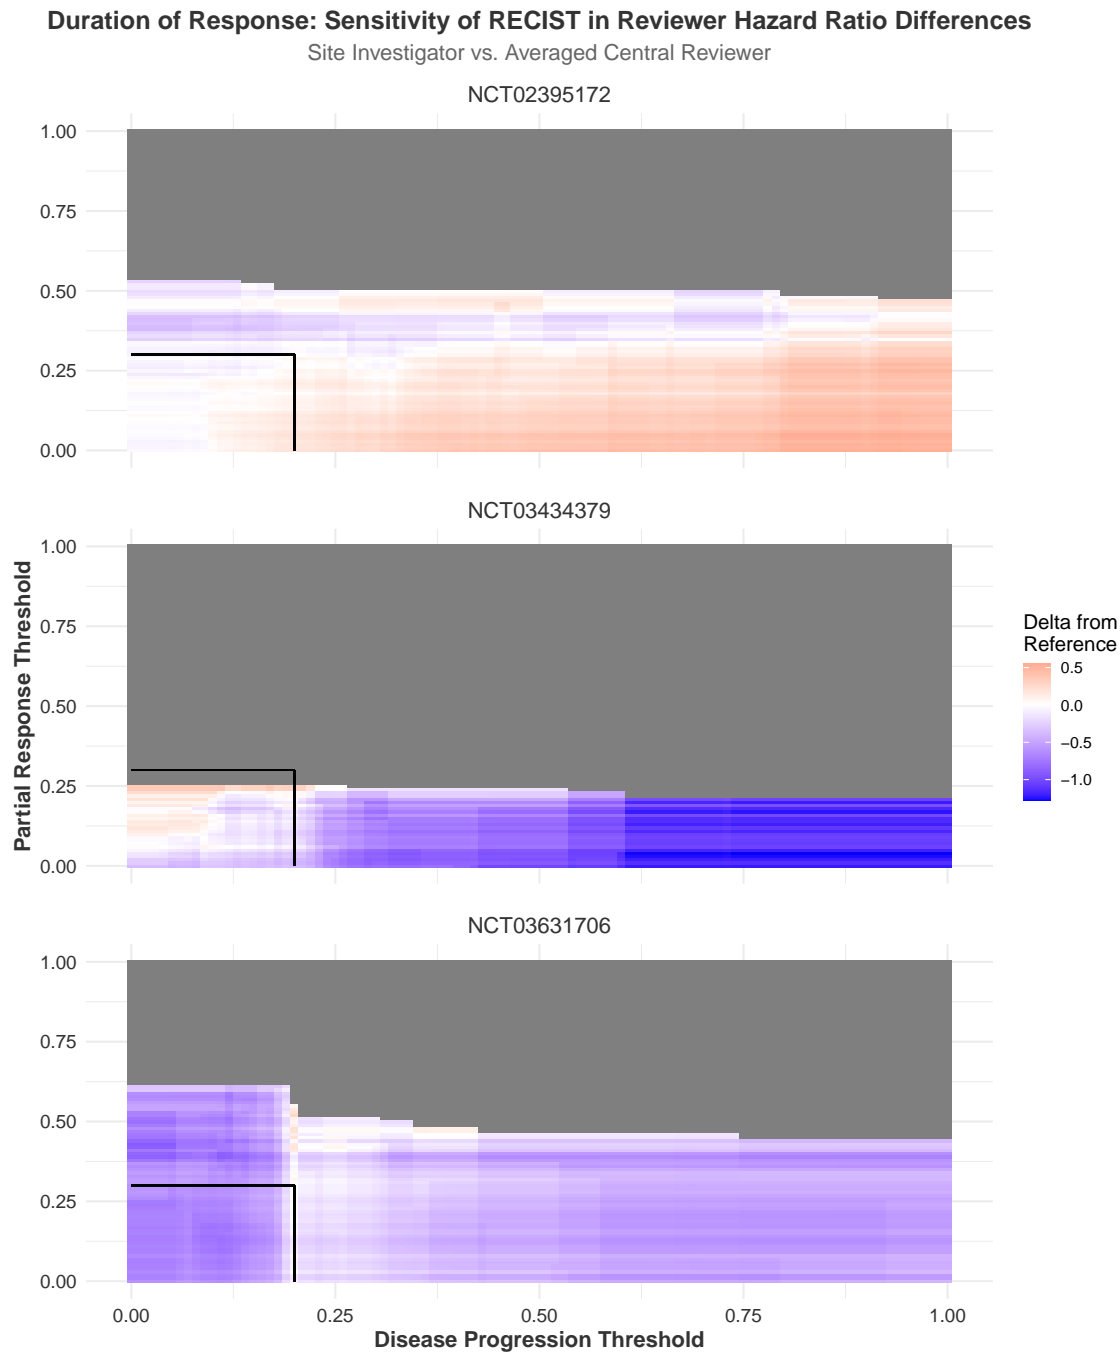 Duration of Response: Sensitivity of RECIST in Reviewer Hazard Ratio Differences
Site Investigator vs. Averaged Central Reviewer
NCT02395172
1.00
0.75
0.50
0.25
0.00
NCT03434379
1.00
0.75
0.50
0.25
0.00
Partial Response Threshold
Delta from
Reference
0.5
0.0
−0.5
−1.0
NCT03631706
1.00
0.75
0.50
0.25
0.00
0.00 0.25 0.50 0.75 1.00
Disease Progression Threshold